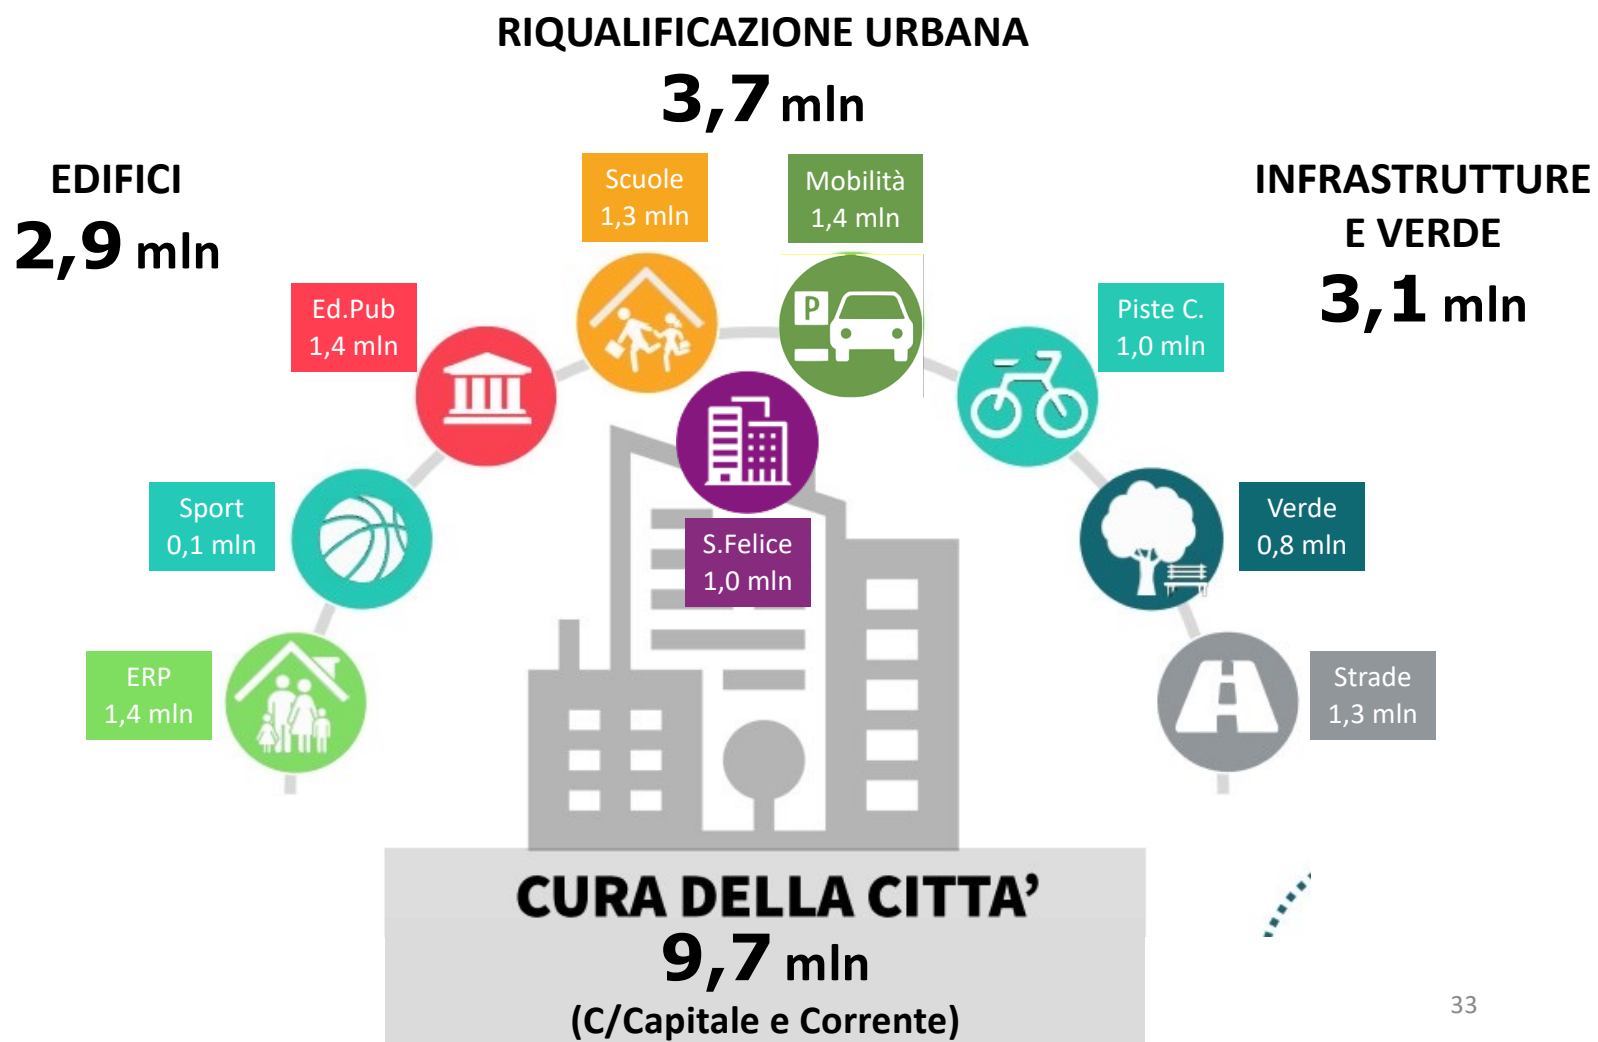 RIQUALIFICAZIONE URBANA
3,7 mln
EDIFICI
2,9 mln
INFRASTRUTTURE
E VERDE
3,1 mln
Scuole
1,3 mln
Mobilità
1,4 mln
P
Ed.Pub
1,4 mln
Piste C.
1,0 mln
Sport
0,1 mln
S.Felice
1,0 mln
Verde
0,8 mln
ERP
1,4 mln
Strade
1,3 mln
CURA DELLA CITTA’
9,7 mln
(C/Capitale e Corrente)
33